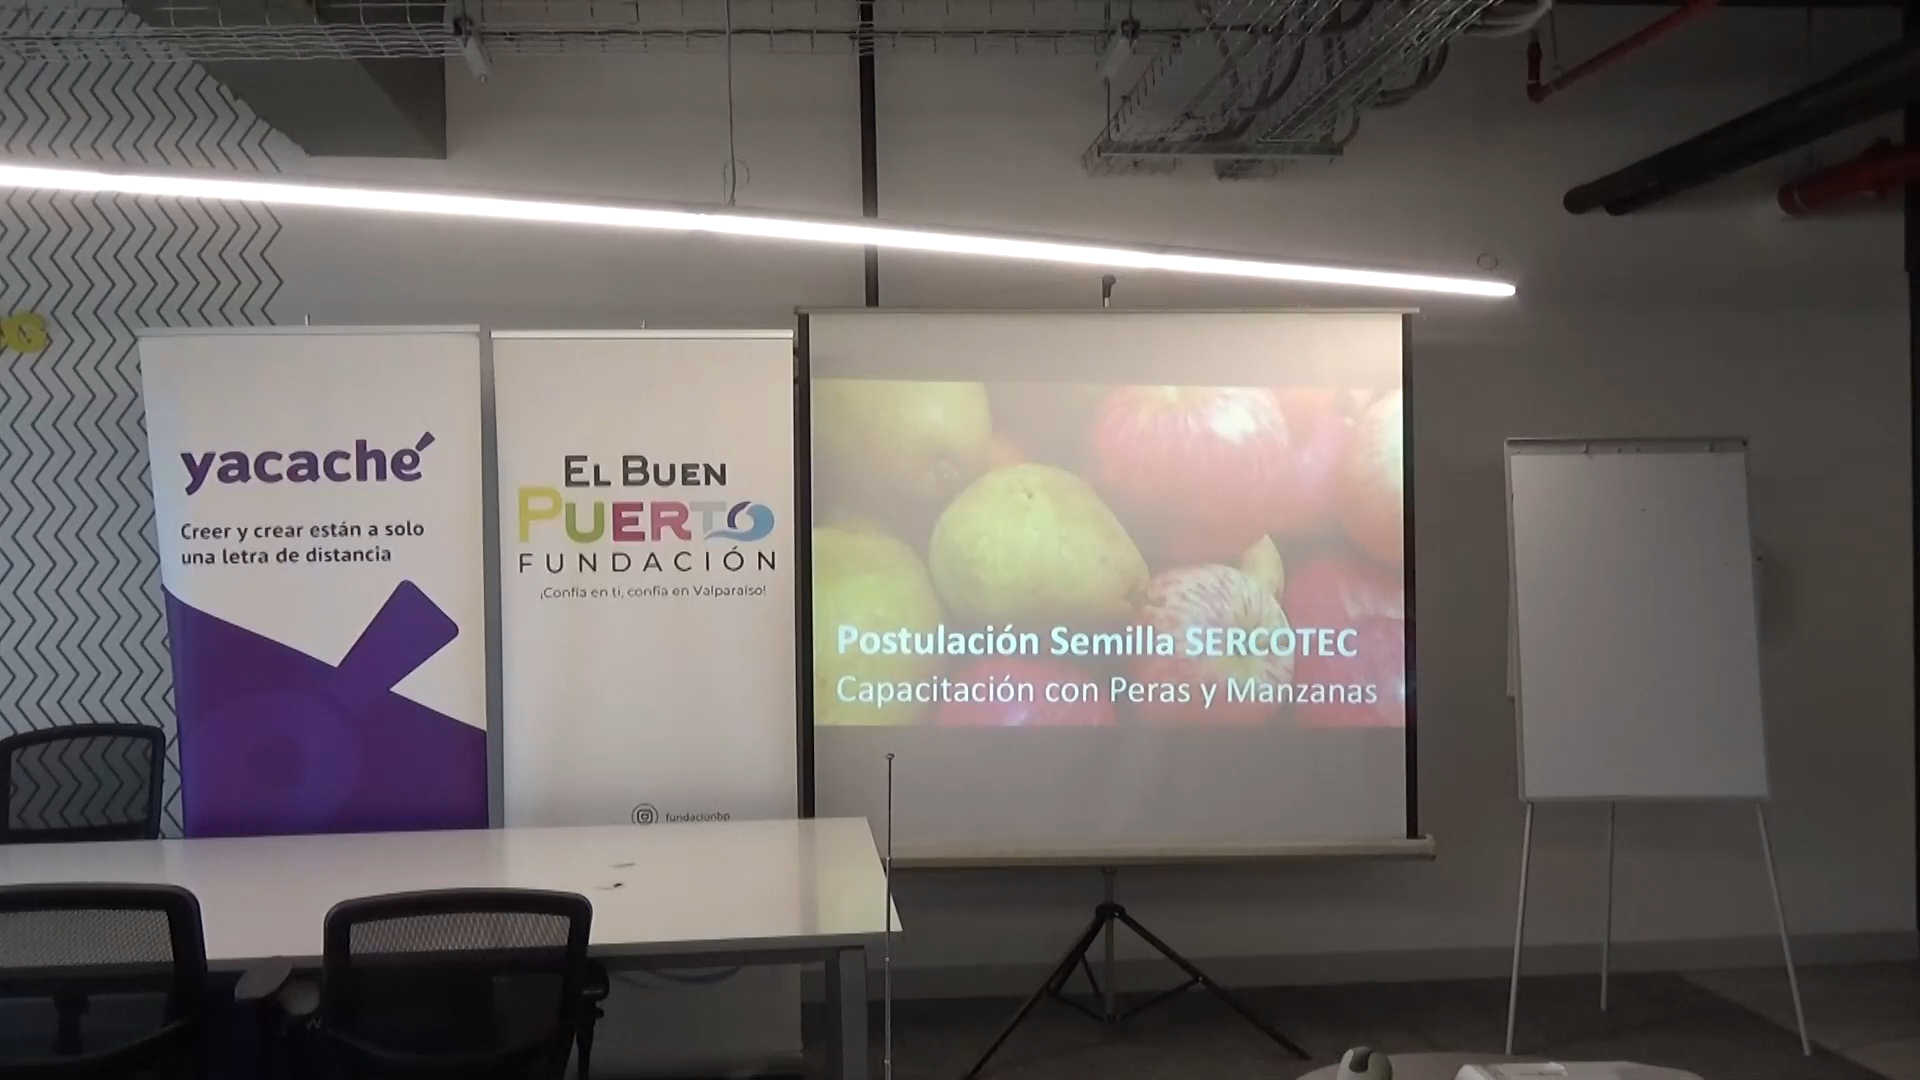 yacaché
Creer y crear están a solo
una letra de distancia
EL BUEN
PUERTO
FUNDACIÓN
¡Confía en ti, confía en Valparaíso!
fundacionbp
Postulación Semilla SERCOTEC
Capacitación con Peras y Manzanas